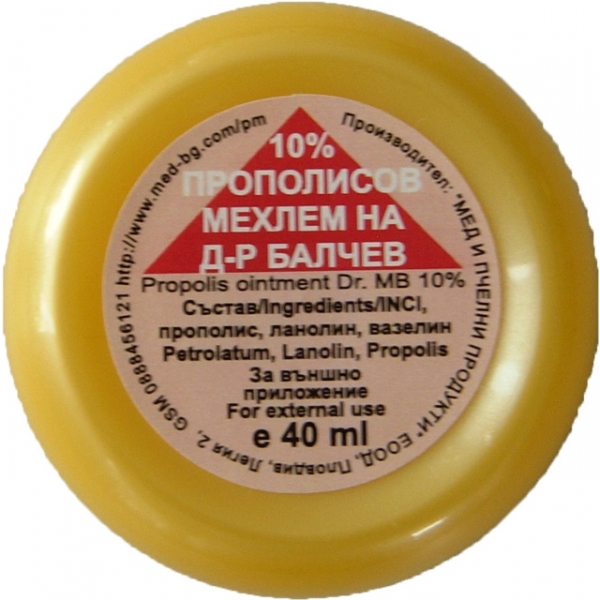 10%
ПРОПОЛИСОВ
МЕХЛЕМ НА
Д-Р БАЛЧЕВ
Propolis ointment Dr. MB 10%
Състав/Ingredients/INCI,
прополис, ланолин, вазелин
Petrolatum, Lanolin, Propolis
За външно
приложение
For external use
e 40 ml
Производител: "МЕД И ПЧЕЛНИ ПРОДУКТИ" ЕООД, Пловдив, Легия 2, GSM 0888456121 http://www.med-bg.com/pm